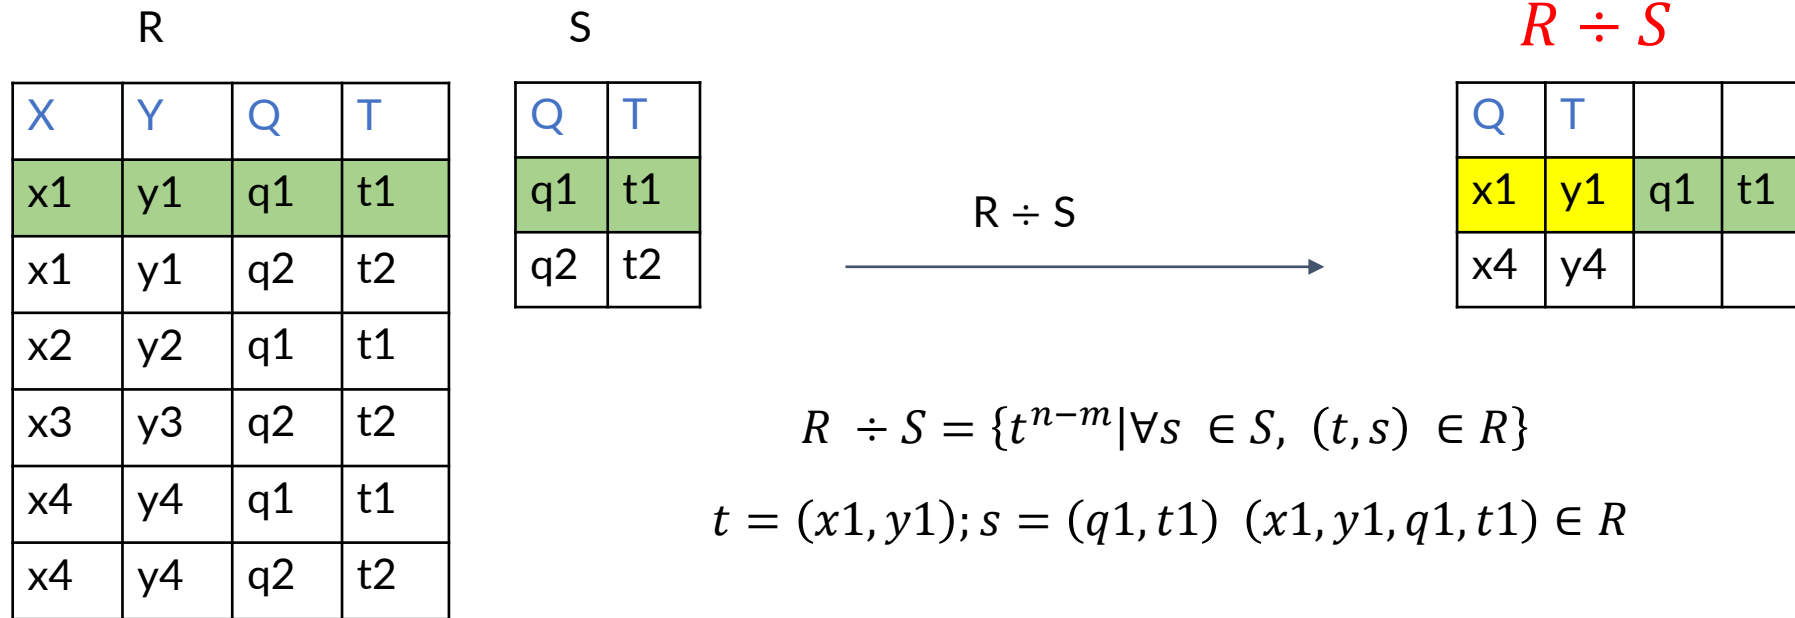 R S R ÷ S
X Y Q T
x1 y1 q1 t1
x1 y1 q2 t2
x2 y2 q1 t1
x3 y3 q2 t2
x4 y4 q1 t1
x4 y4 q2 t2
Q T
q1 t1
q2 t2
R ÷ S
Q T
x1 y1 q1 t1
x4 y4
R ÷ S = {t^{n−m}|∀s ∈ S, (t, s) ∈ R}
t = (x1, y1); s = (q1, t1) (x1, y1, q1, t1) ∈ R